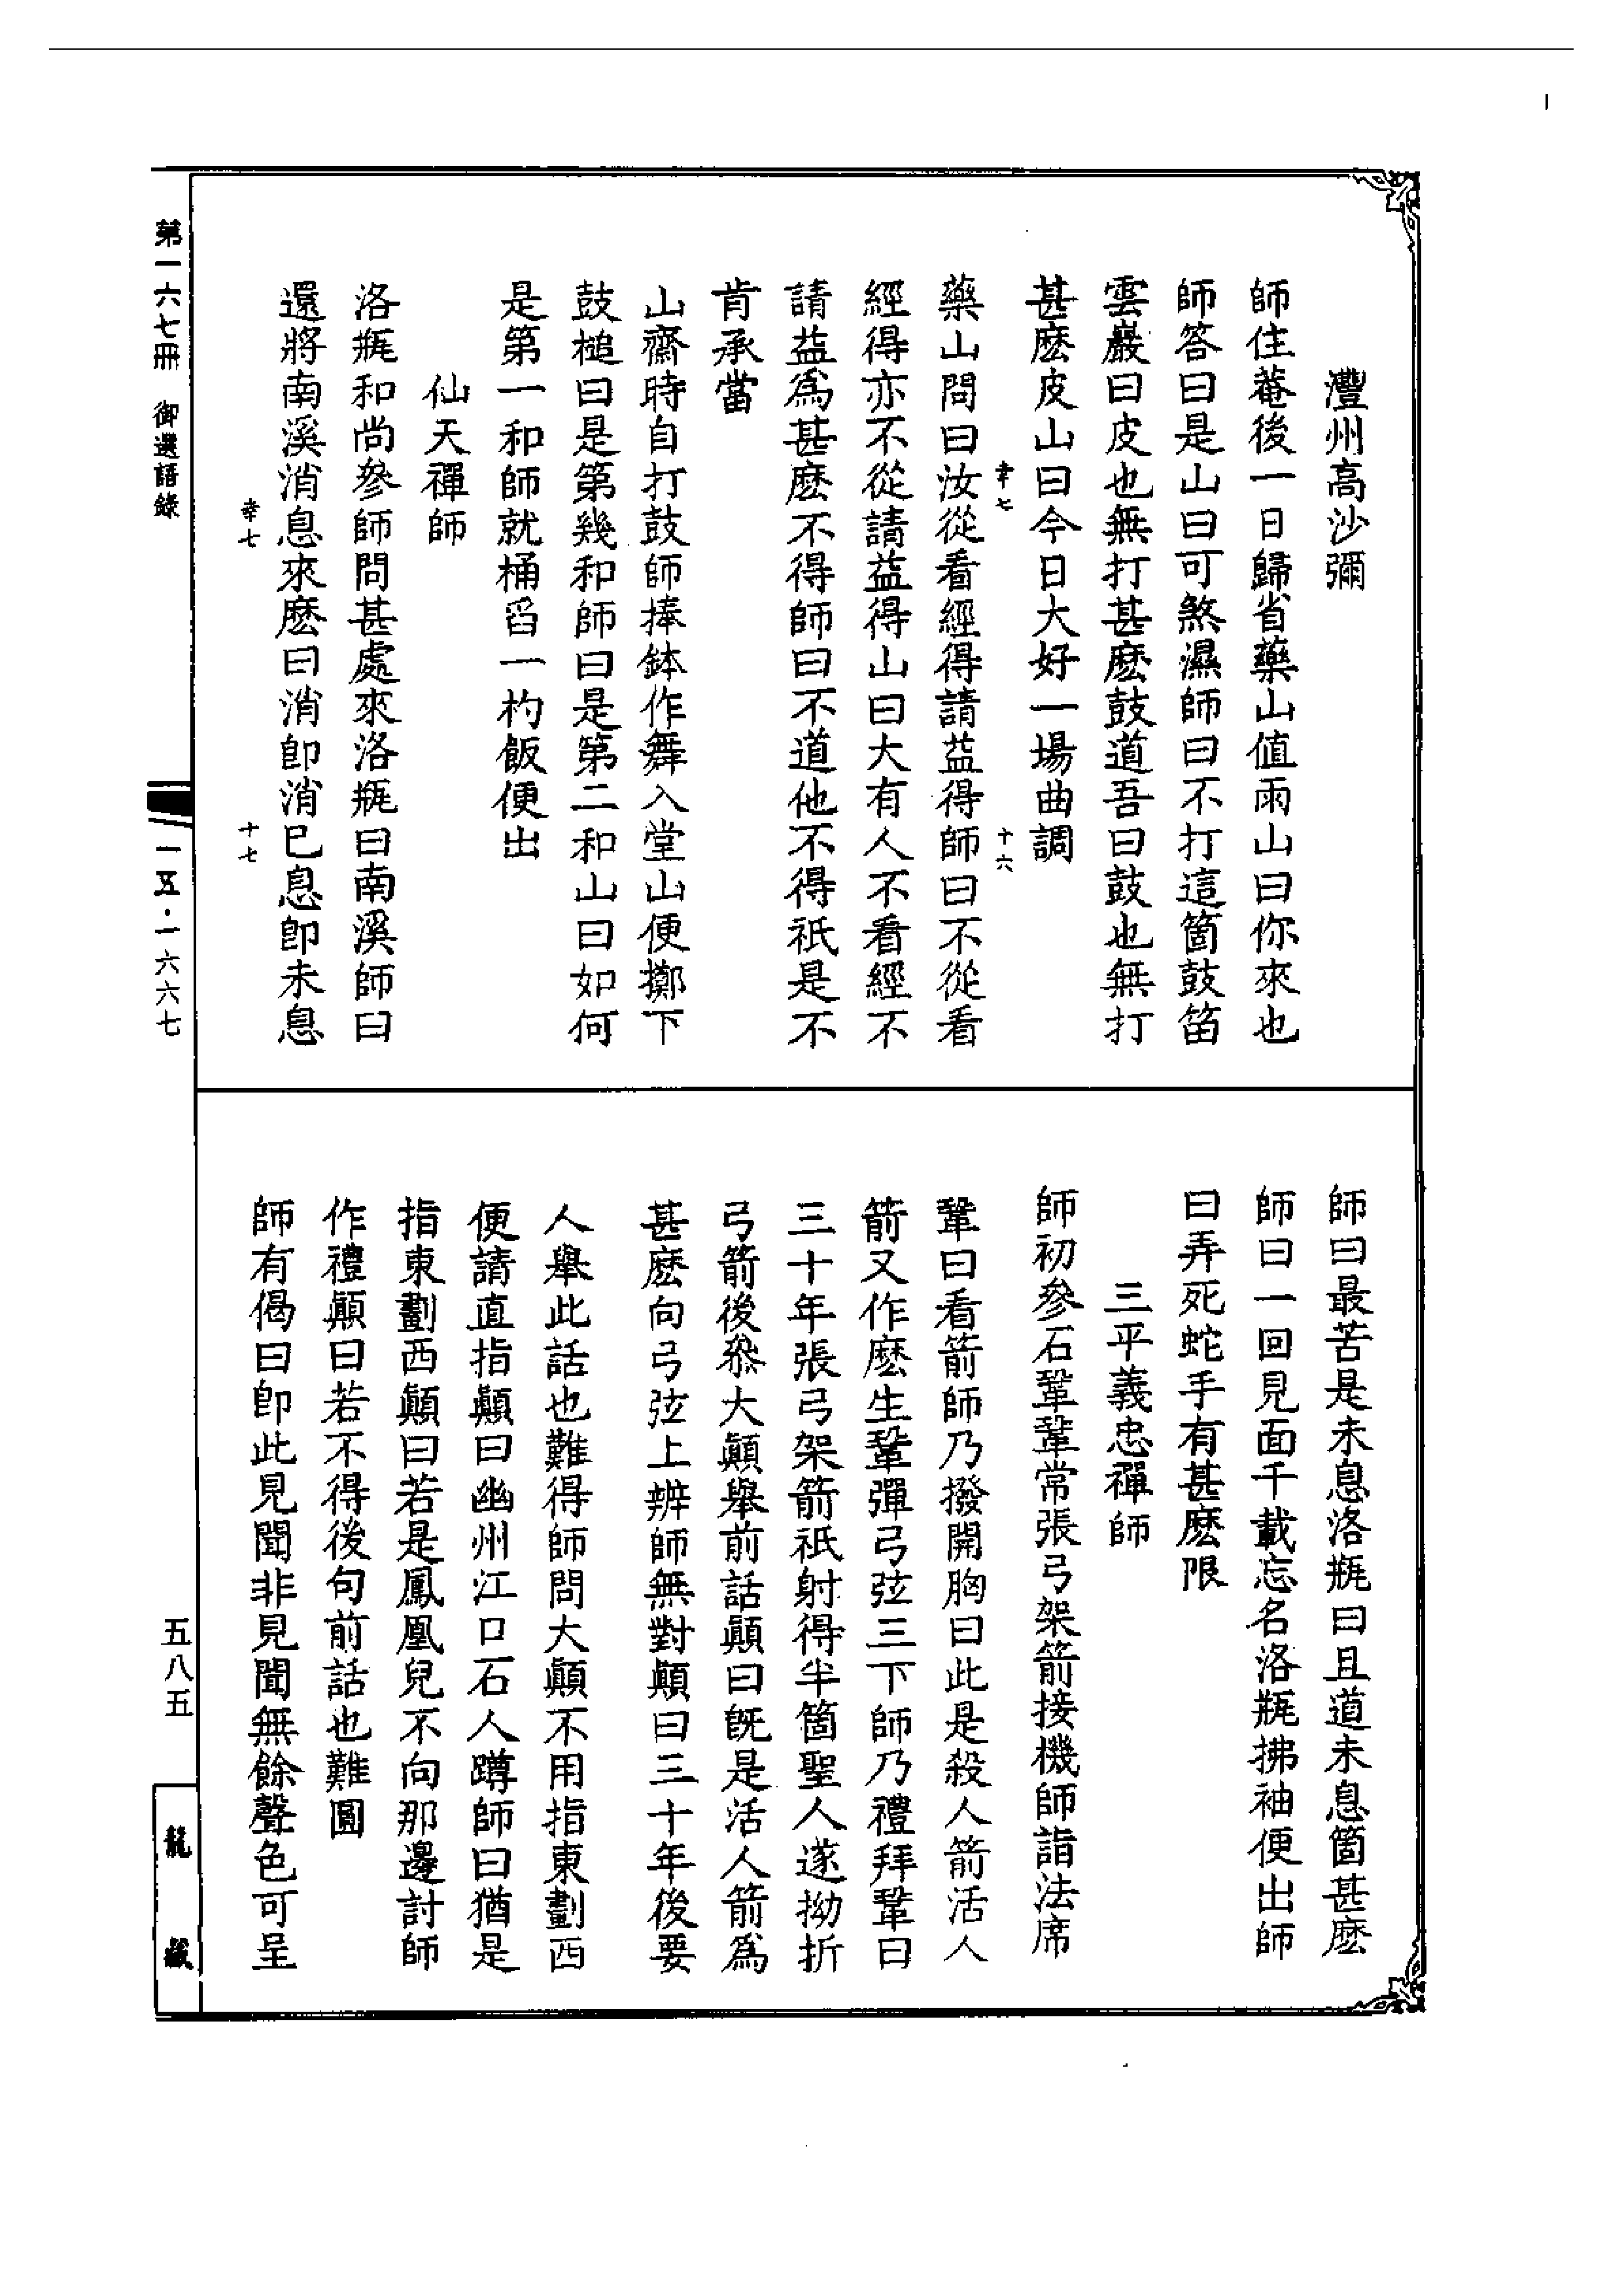 灃州高沙彌
師住菴後一日歸省藥山值雨山曰你來也
師答曰是山曰可煞濕師曰不打這箇鼓笛
雲巖曰皮也無打甚麽鼓道吾曰鼓也無打
甚麽皮山曰今日大好一場曲調
幸七
十六
藥山問曰汝從看經得請益得師曰不從看
經得亦不從請益得山曰大有人不看經不
請益爲甚麽不得師曰不道他不得祇是不
肯承當
山齋時自打鼓師捧鉢作舞入堂山便擲下
鼓槌曰是第幾和師曰是第二和山曰如何
是第一和師就桶舀一杓飯便出
仙天禪師
洛瓶和尚參師問甚處來洛瓶曰南溪師曰
還將南溪消息來麽曰消卽消已息卽未息
幸七
十七
師曰最苦是未息洛瓶曰且道未息箇甚麽
師曰一回見面千載忘名洛瓶拂袖便出師
曰弄死蛇手有甚麽限
三平義忠禪師
師初參石鞏鞏常張弓架箭接機師詣法席
鞏曰看箭師乃撥開胸曰此是殺人箭活人
箭又作麽生鞏彈弓弦三下師乃禮拜鞏曰
三十年張弓架箭祇射得半箇聖人遂拗折
弓箭後叅大顚舉前話顚曰旣是活人箭爲
甚麽向弓弦上辨師無對顚曰三十年後要
人舉此話也難得師問大顚不用指東劃西
便請直指顚曰幽州江口石人蹲師曰猶是
指東劃西顚曰若是鳳凰兒不向那邊討師
作禮顚曰若不得後句前話也難圓
師有偈曰卽此見聞非見聞無餘聲色可呈
第一六七冊 御選語錄
一五·一六六七
五八五
龍藏